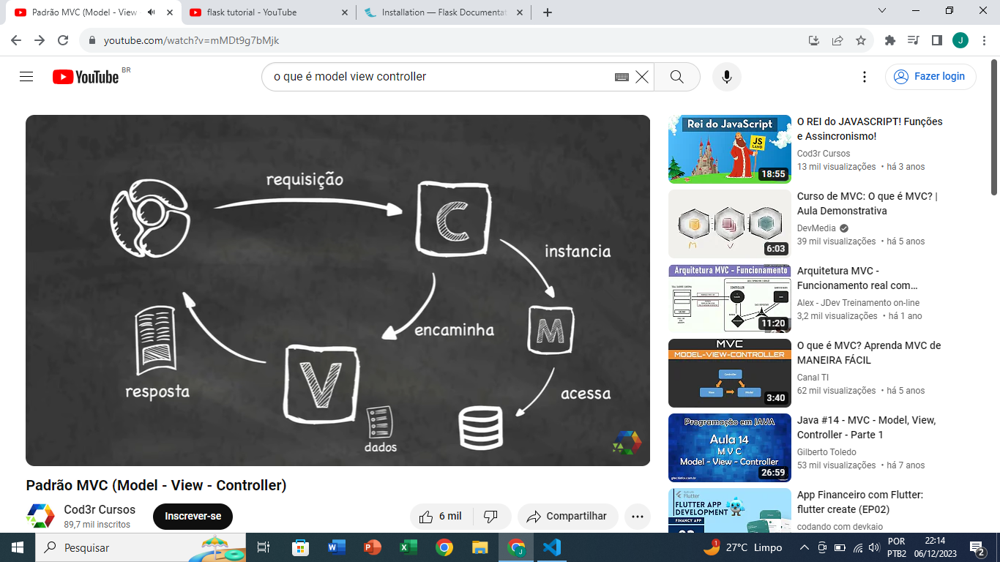 Padrão MVC (Model - View
flask tutorial - YouTube
Installation — Flask Documentat
youtube.com/watch?v=mMDt9g7bMjk
J
YouTube BR
o que é model view controller
Fazer login
requisição
C
instancia
M
encaminha
V
resposta
acessa
dados
Padrão MVC (Model - View - Controller)
Cod3r Cursos
89,7 mil inscritos
Inscrever-se
6 mil
Compartilhar
Rei do JavaScript
JS
LAND
18:55
O REI do JAVASCRIPT! Funções
e Assincronismo!
Cod3r Cursos
13 mil visualizações • há 3 anos
M V
6:03
Curso de MVC: O que é MVC? |
Aula Demonstrativa
DevMedia
39 mil visualizações • há 5 anos
Arquitetura MVC - Funcionamento
11:20
Arquitetura MVC -
Funcionamento real com…
Alex - JDev Treinamento on-line
3,2 mil visualizações • há 1 ano
MVC
MODEL-VIEW-CONTROLLER
Controller
View
Model
3:40
O que é MVC? Aprenda MVC de
MANEIRA FÁCIL
Canal TI
62 mil visualizações • há 5 anos
Programação em JAVA
Aula 14
M V C
Model - View - Controller
26:59
Java #14 - MVC - Model, View,
Controller - Parte 1
Gilberto Toledo
53 mil visualizações • há 7 anos
Flutter
FLUTTER APP
DEVELOPMENT
FINANCY APP
App Financeiro com Flutter:
flutter create (EP02)
codando com devkaio
Pesquisar
27°C Limpo
POR
PTB2
22:14
06/12/2023
2